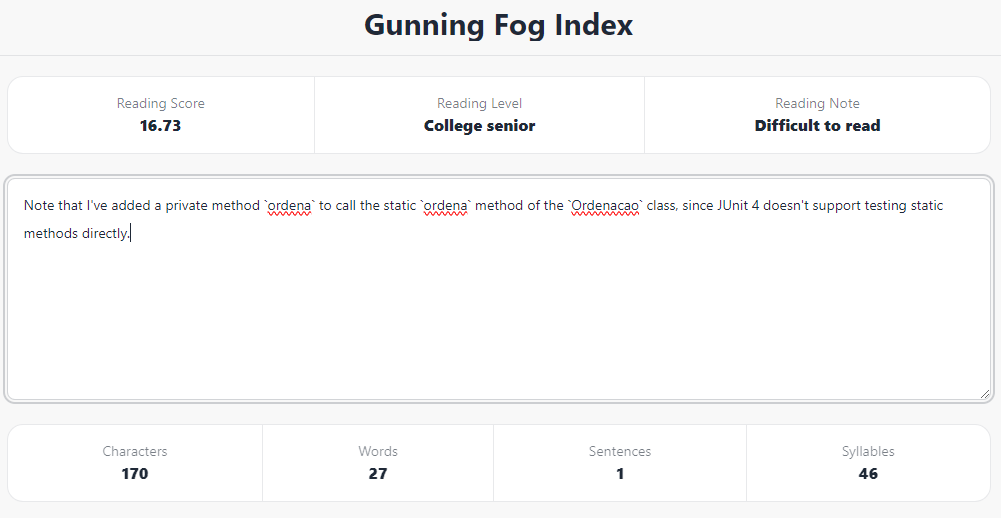 Gunning Fog Index
Reading Score
16.73
Reading Level
College senior
Reading Note
Difficult to read
Note that I've added a private method `ordena` to call the static `ordena` method of the `Ordenacao` class, since JUnit 4 doesn't support testing static
methods directly.
Characters
170
Words
27
Sentences
1
Syllables
46